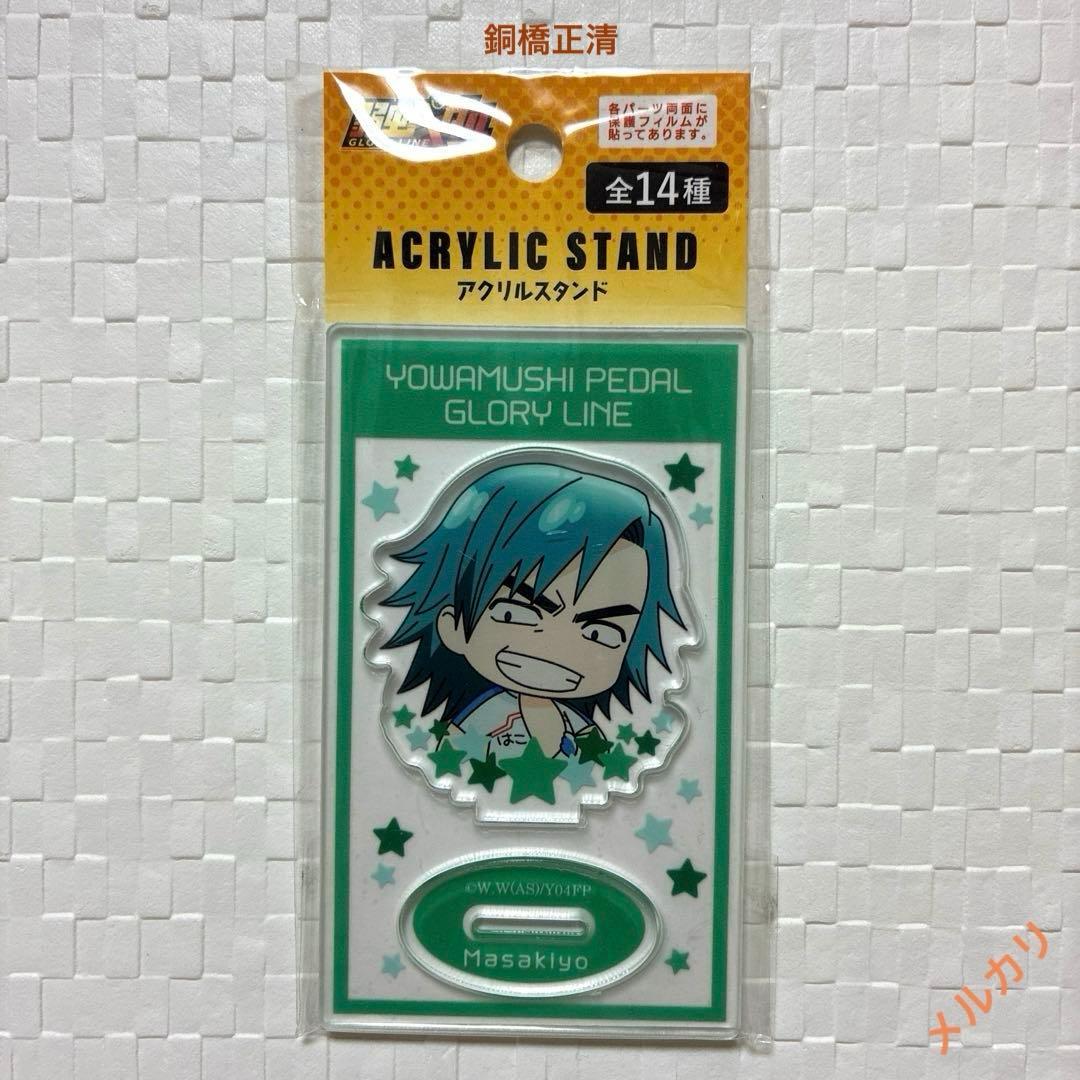 銅橋正清
GLORY LINE
各パーツ両面に
保護フィルムが
貼ってあります。
全14種
ACRYLIC STAND
アクリルスタンド
YOWAMUSHI PEDAL
GLORY LINE
はこ
©W,W(AS)/Y04FP
Masakiyo
メルカリ